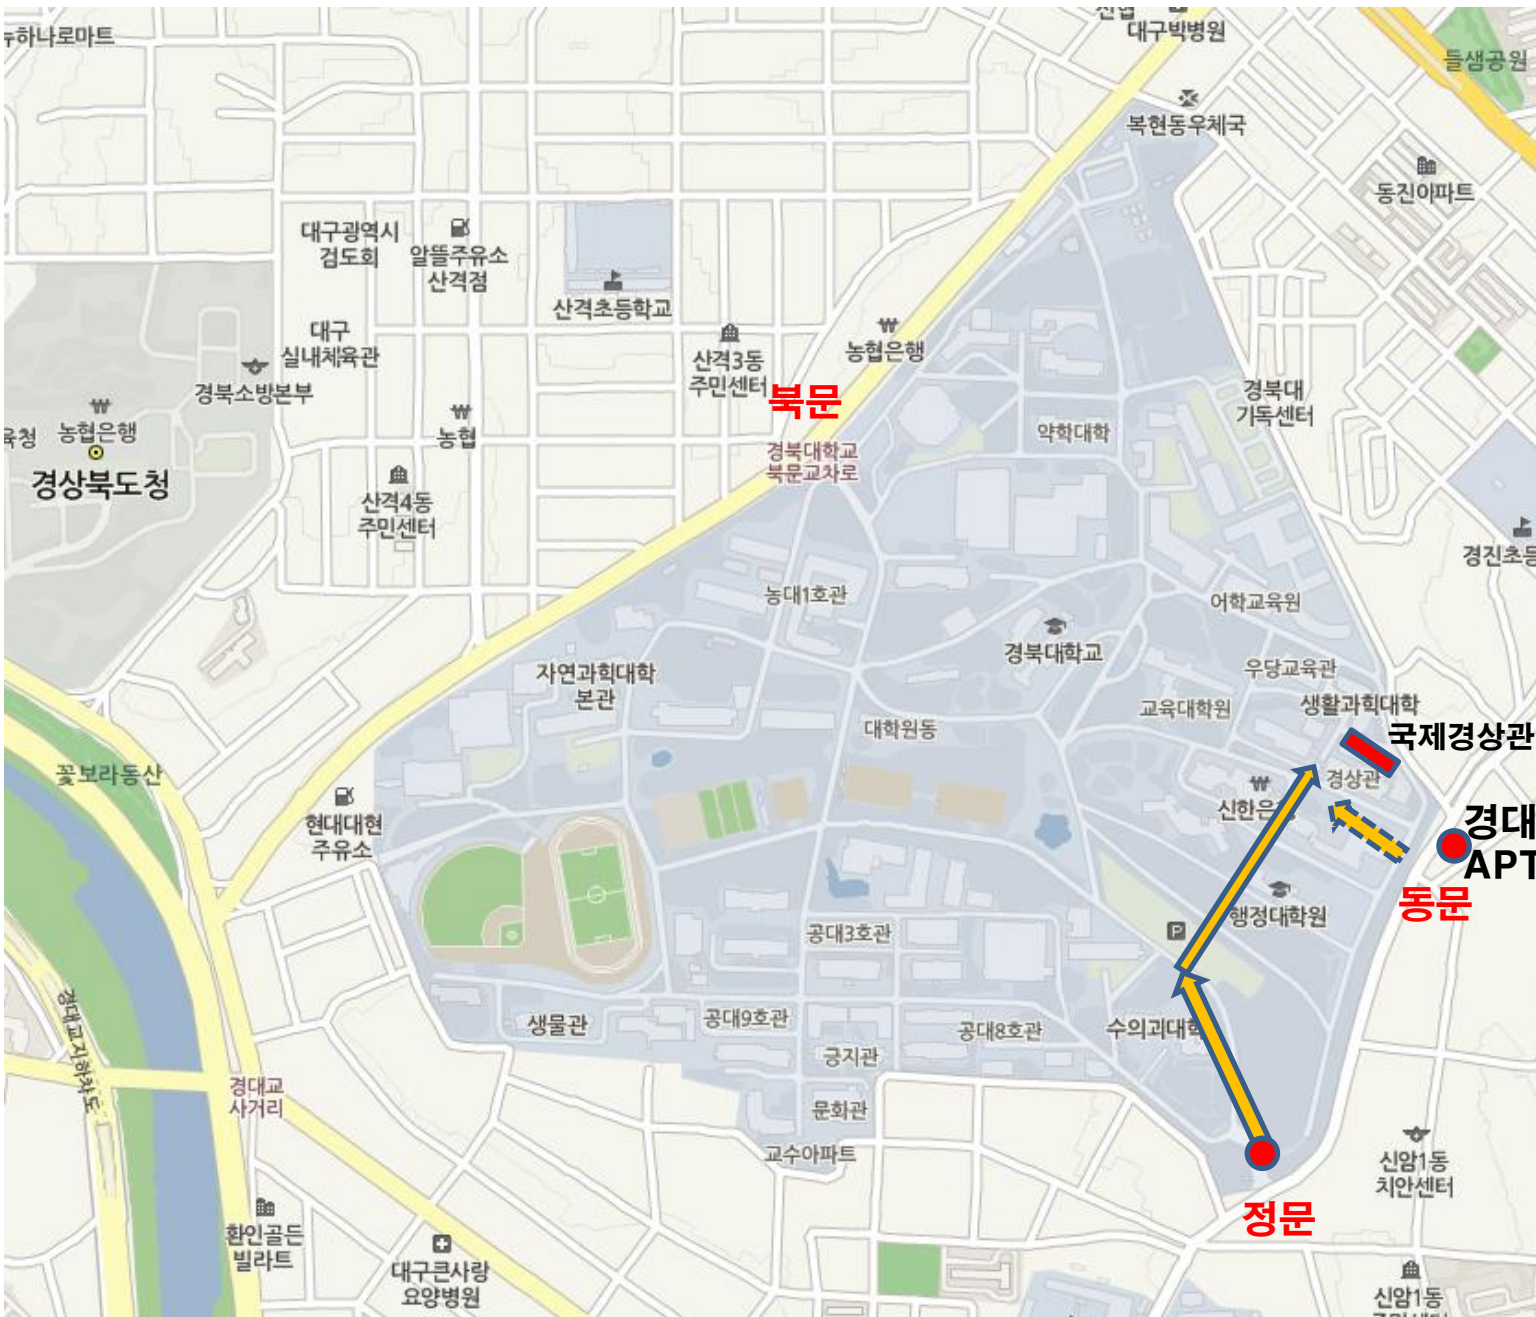 하나로마트
신협
대구박병원
들샘공원
복현동우체국
동진아파트
대구광역시
검도회
알뜰주유소
산격점
산격초등학교
대구
실내체육관
산격3동
주민센터
농협은행
경북소방본부
북문
경북대
기독센터
육청
농협은행
농협
약학대학
경북대학교
북문교차로
경상북도청
산격4동
주민센터
경진초등
농대1호관
어학교육원
경북대학교
자연과학대학
본관
우당교육관
생활과학대학
교육대학원
대학원동
국제경상관
꽃보라동산
경상관
현대대현
주유소
신한은행
경대
APT
동문
행정대학원
공대3호관
P
생물관
공대9호관
공대8호관
수의과대학
긍지관
경대교지하차도
경대교
사거리
문화관
교수아파트
신암1동
치안센터
정문
환인골든
빌라트
대구큰사랑
요양병원
신암1동